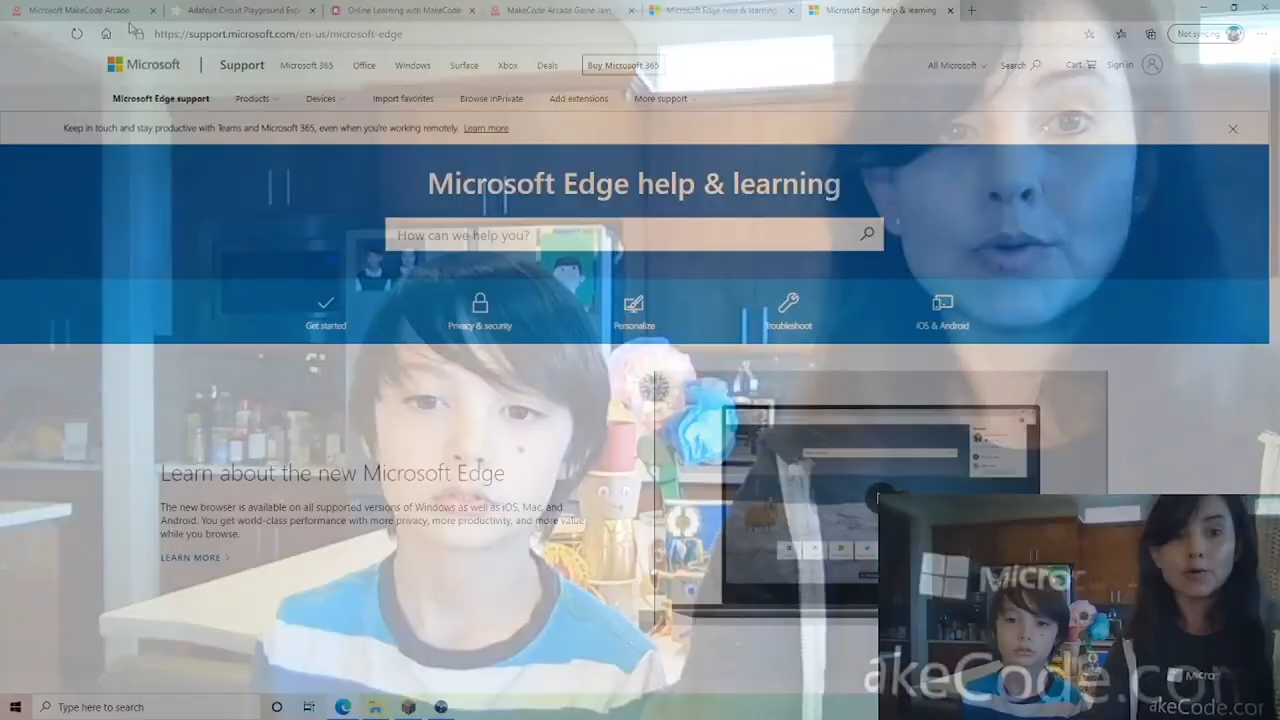 Microsoft MakeCode Arcade
Adafruit Circuit Playground Exp
Online Learning with MakeCode
MakeCode Arcade Game Jam
Microsoft Edge help & learning
Microsoft Edge help & learning
https://support.microsoft.com/en-us/microsoft-edge
Not syncing
Microsoft
Support
Microsoft 365
Office
Windows
Surface
Xbox
Deals
Buy Microsoft 365
All Microsoft
Search
Cart
Sign in
Microsoft Edge support
Products
Devices
Import favorites
Browse InPrivate
Add extensions
More support
Keep in touch and stay productive with Teams and Microsoft 365, even when you're working remotely. Learn more
Microsoft Edge help & learning
How can we help you?
Get started
Privacy & security
Personalize
Troubleshoot
iOS & Android
Learn about the new Microsoft Edge
The new browser is available on all supported versions of Windows as well as iOS, Mac, and
Android. You get world-class performance with more privacy, more productivity, and more value
while you browse.
LEARN MORE
Micro
akeCode.con
Micro
akeCode.cor
Type here to search